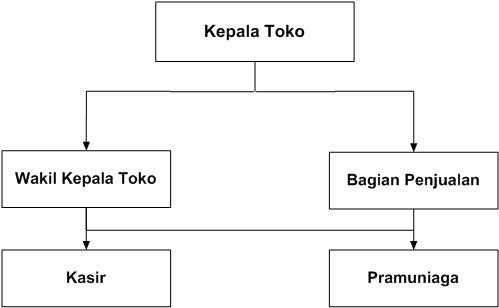 Kepala Toko
Wakil Kepala Toko
Bagian Penjualan
Kasir
Pramuniaga